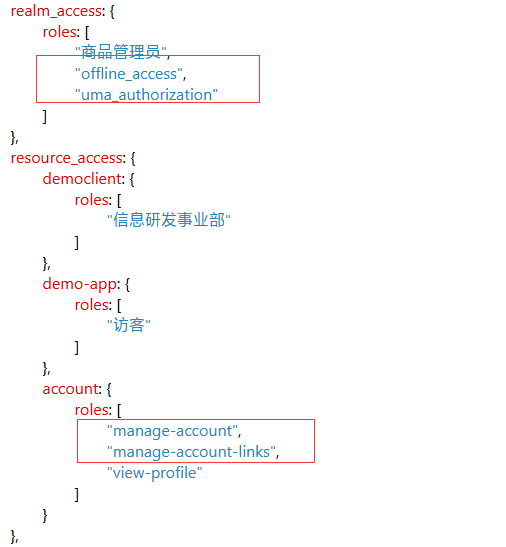 realm_access: {
roles: [
"商品管理员",
"offline_access",
"uma_authorization"
]
},
resource_access: {
democlient: {
roles: [
"信息研发事业部"
]
},
demo-app: {
roles: [
"访客"
]
},
account: {
roles: [
"manage-account",
"manage-account-links",
"view-profile"
]
}
},